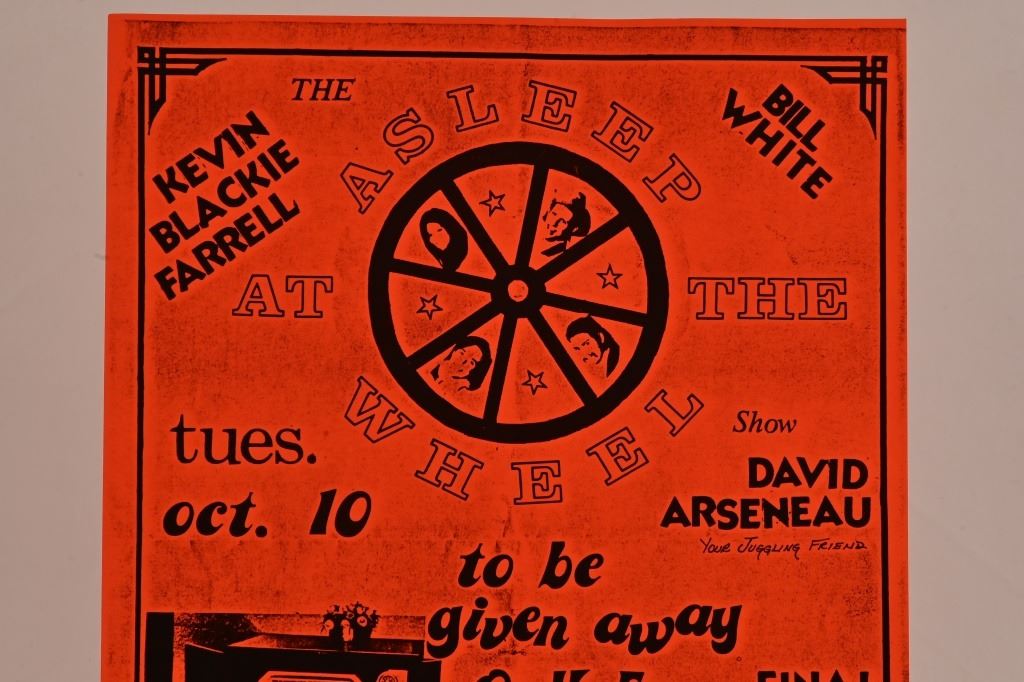 THE
ASLEEP
KEVIN
BLACKIE
FARRELL
BILL
WHITE
AT THE
WHEEL
Show
tues.
oct. 10
DAVID
ARSENEAU
YOUR JUGGLING FRIEND
to be
given away
FINAL